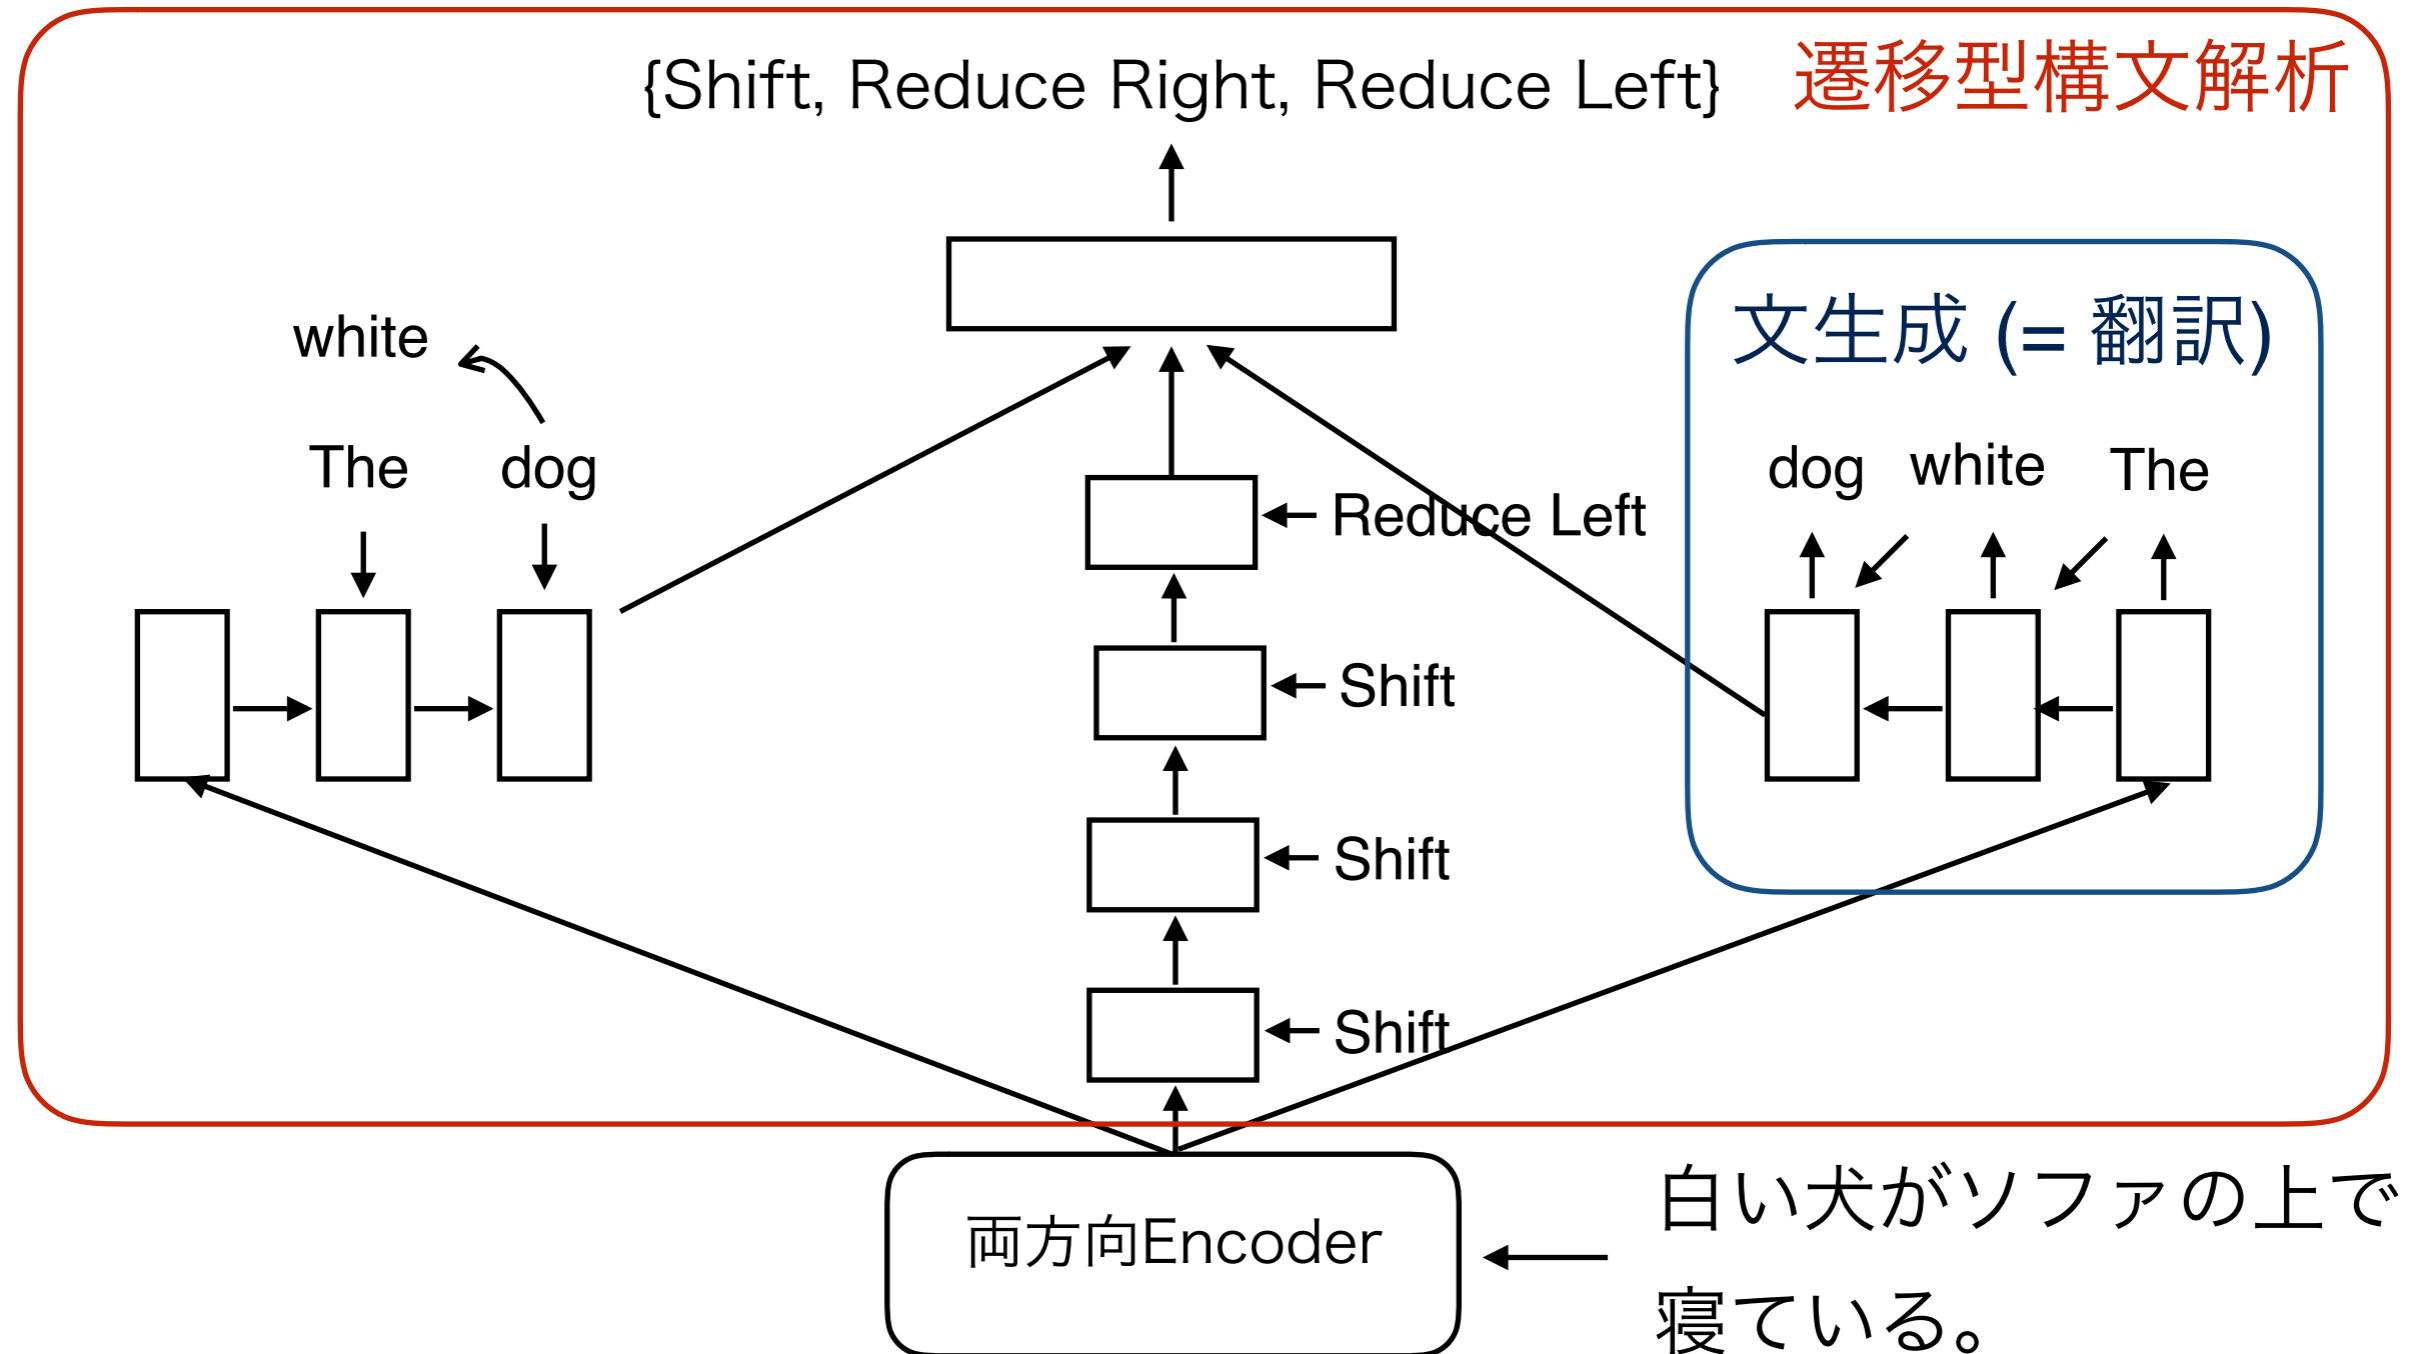 {Shift, Reduce Right, Reduce Left}
遷移型構文解析
white
The dog
文生成 (= 翻訳)
dog white The
Reduce Left
Shift
Shift
Shift
両方向Encoder
白い犬がソファの上で
寝ている。